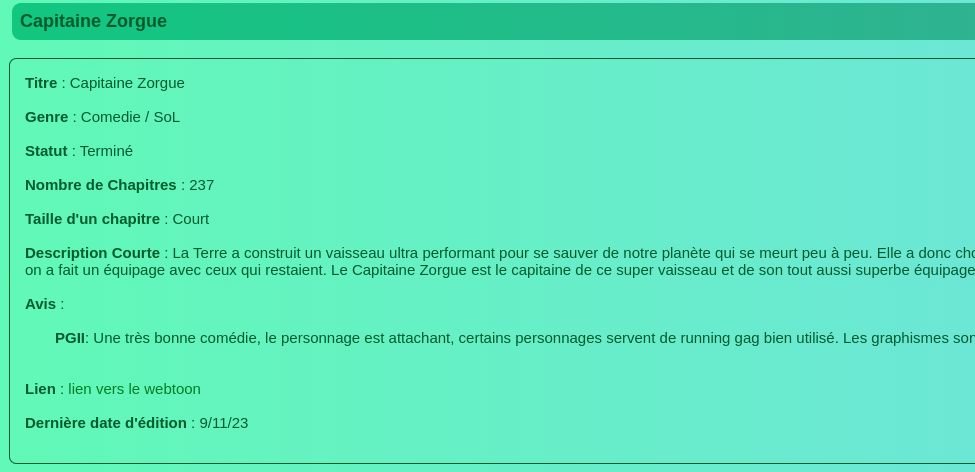 Capitaine Zorgue
Titre : Capitaine Zorgue
Genre : Comedie / SoL
Statut : Terminé
Nombre de Chapitres : 237
Taille d'un chapitre : Court
Description Courte : La Terre a construit un vaisseau ultra performant pour se sauver de notre planète qui se meurt peu à peu. Elle a donc
on a fait un équipage avec ceux qui restaient. Le Capitaine Zorgue est le capitaine de ce super vaisseau et de son tout aussi superbe équipage
Avis :
PGII: Une très bonne comédie, le personnage est attachant, certains personnages servent de running gag bien utilisé. Les graphismes son
Lien : lien vers le webtoon
Dernière date d'édition : 9/11/23